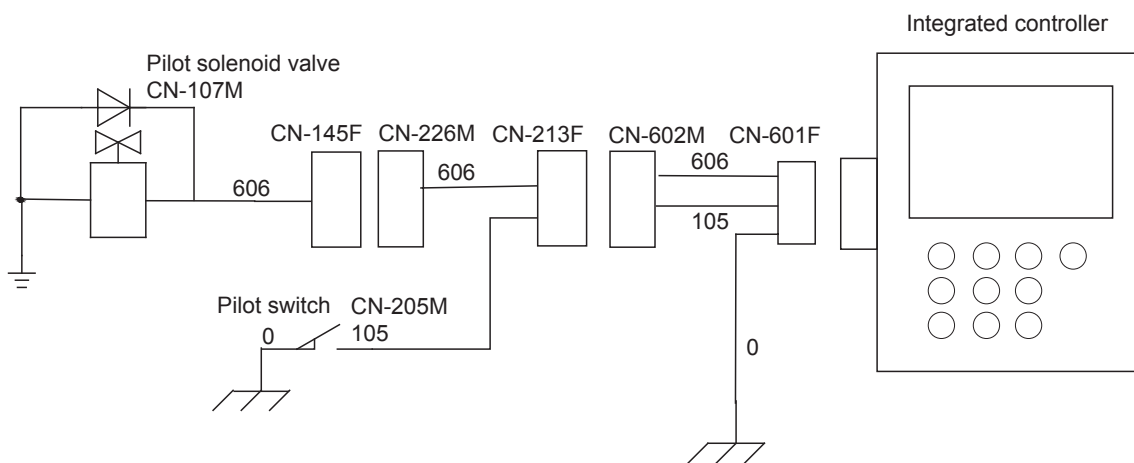 Integrated controller
Pilot solenoid valve
CN-107M
CN-145F
CN-226M
CN-213F
CN-602M
CN-601F
606
606
606
105
Pilot switch
CN-205M
0
105
0